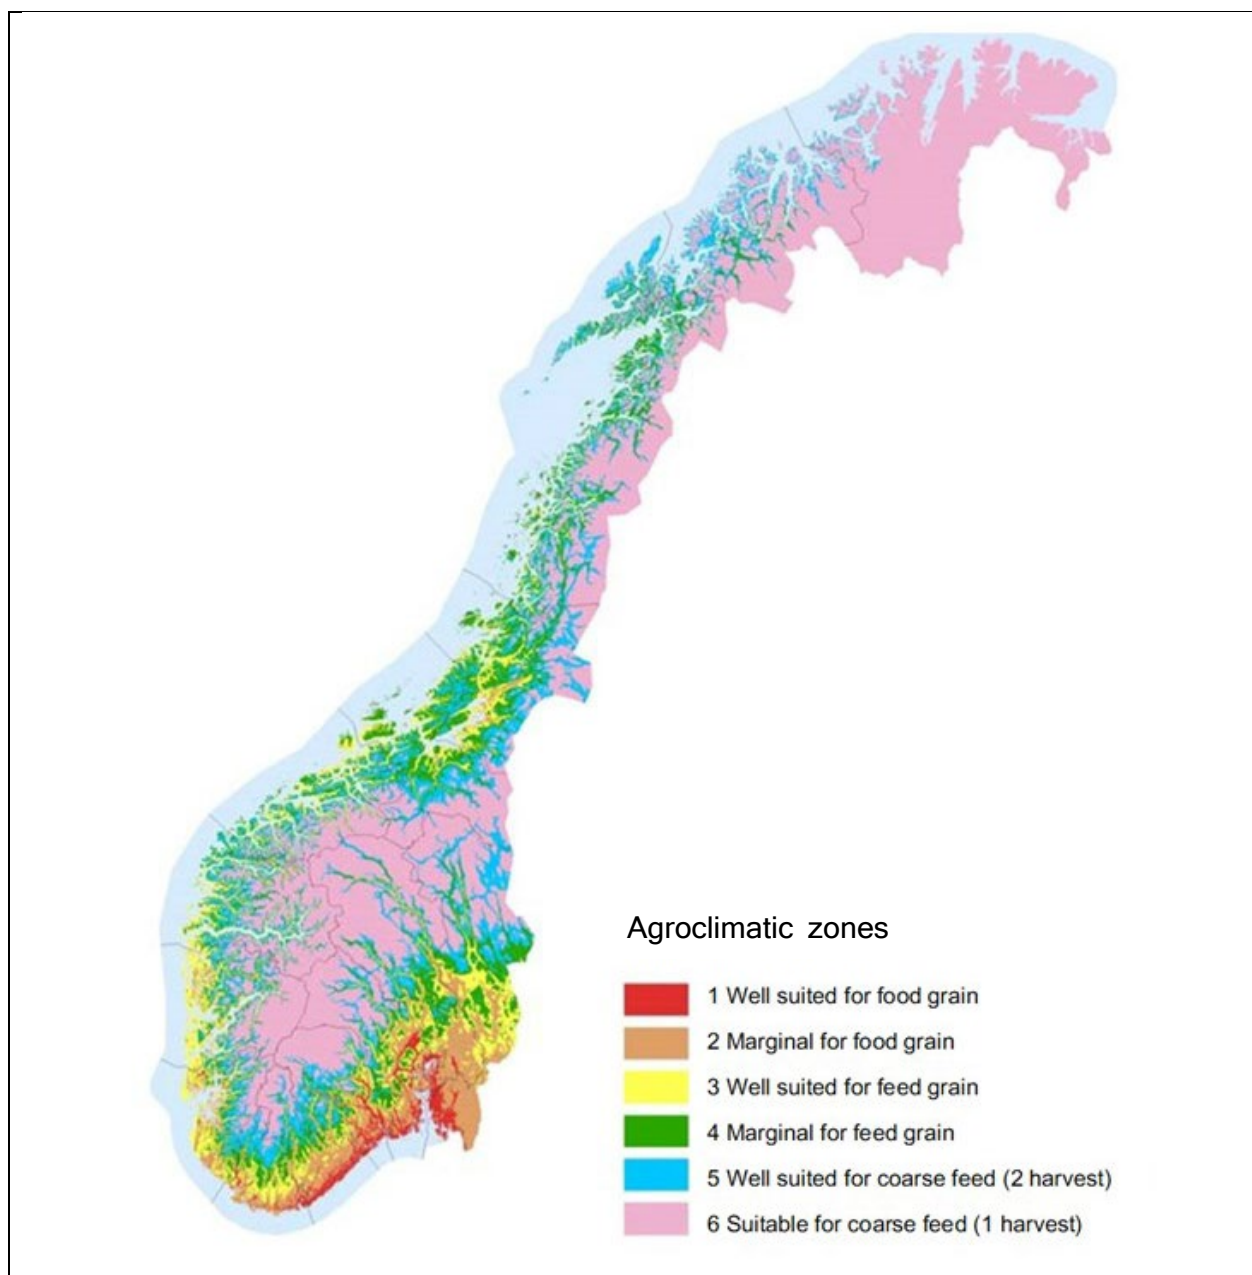 Agroclimatic zones
1 Well suited for food grain
2 Marginal for food grain
3 Well suited for feed grain
4 Marginal for feed grain
5 Well suited for coarse feed (2 harvest)
6 Suitable for coarse feed (1 harvest)